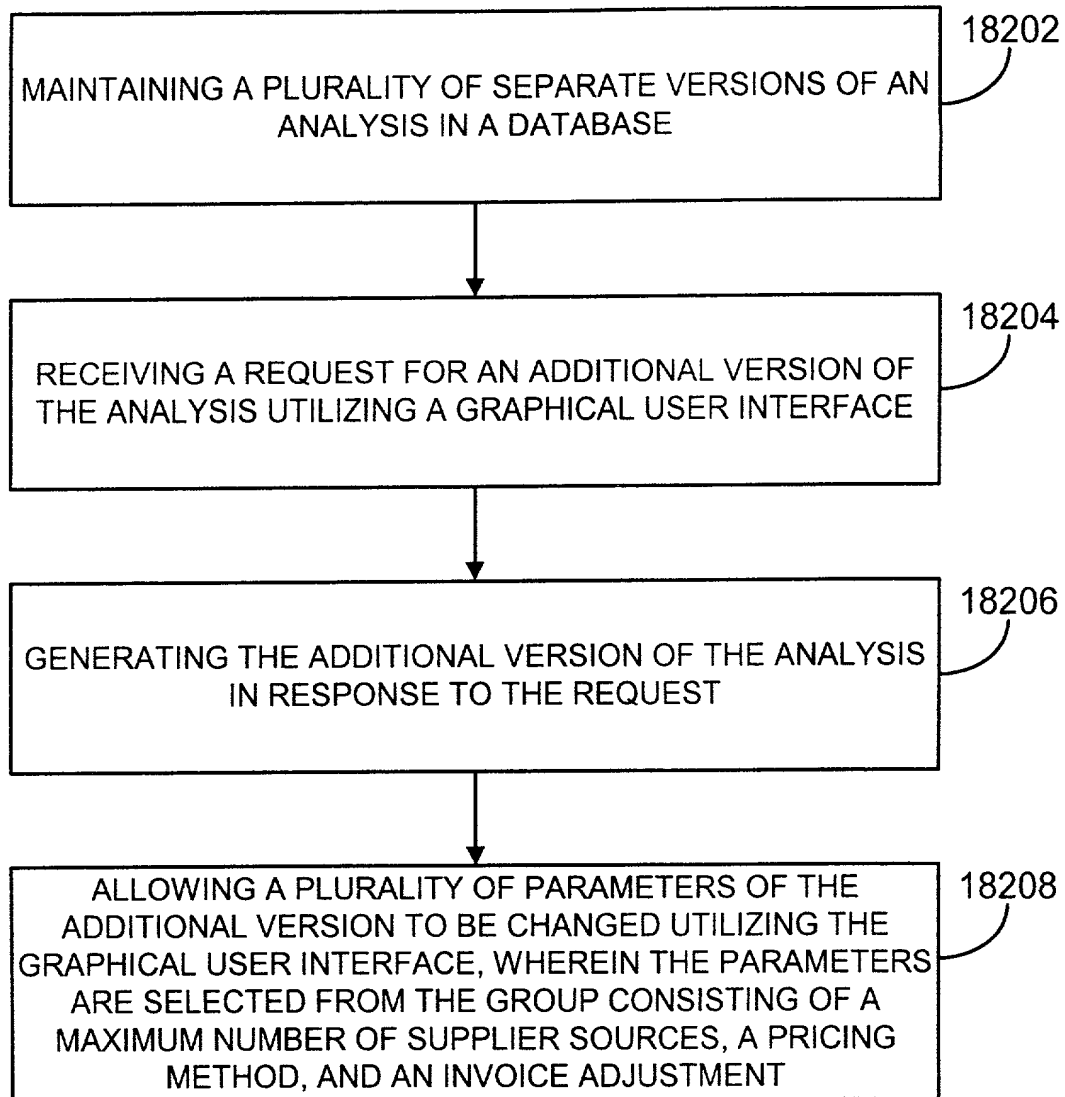 18202
MAINTAINING A PLURALITY OF SEPARATE VERSIONS OF AN
ANALYSIS IN A DATABASE
18204
RECEIVING A REQUEST FOR AN ADDITIONAL VERSION OF
THE ANALYSIS UTILIZING A GRAPHICAL USER INTERFACE
18206
GENERATING THE ADDITIONAL VERSION OF THE ANALYSIS
IN RESPONSE TO THE REQUEST
18208
ALLOWING A PLURALITY OF PARAMETERS OF THE
ADDITIONAL VERSION TO BE CHANGED UTILIZING THE
GRAPHICAL USER INTERFACE, WHEREIN THE PARAMETERS
ARE SELECTED FROM THE GROUP CONSISTING OF A
MAXIMUM NUMBER OF SUPPLIER SOURCES, A PRICING
METHOD, AND AN INVOICE ADJUSTMENT